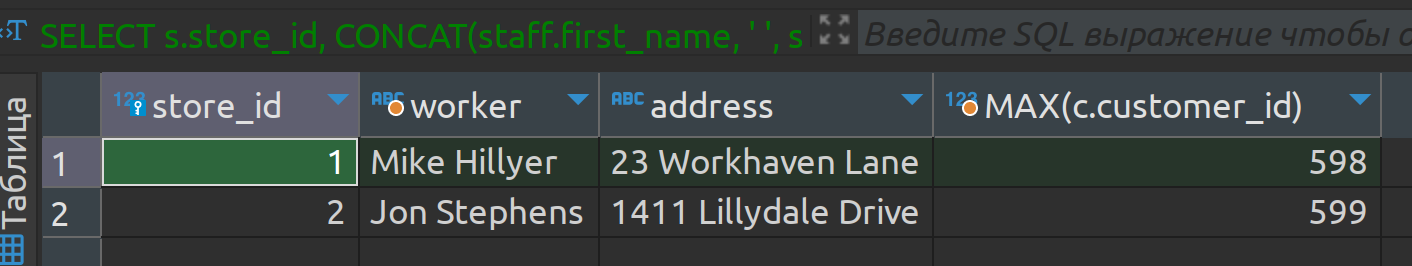 T SELECT s.store_id, CONCAT(staff.first_name, ' ', s Введите SQL выражение чтобы о
Таблица
123 store_id ABC worker ABC address 123 MAX(c.customer_id)
1 1 Mike Hillyer 23 Workhaven Lane 598
2 2 Jon Stephens 1411 Lillydale Drive 599